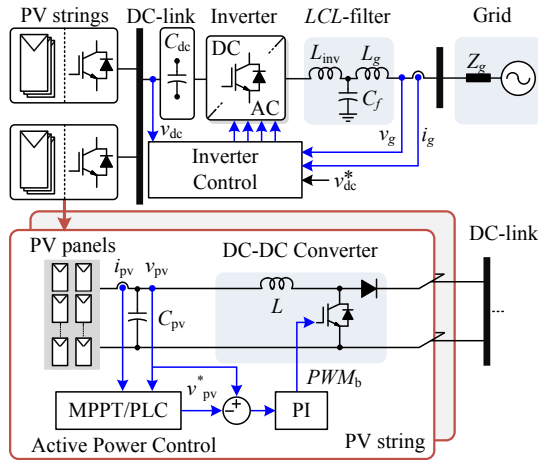 PV strings
DC-link
Inverter
LCL-filter
Grid
C_dc
DC
AC
L_inv
L_g
C_f
Z_g
v_dc
v_g
i_g
Inverter
Control
v*_dc
PV panels
i_pv
v_pv
DC-DC Converter
DC-link
C_pv
L
...
PWM_b
v*_pv
MPPT/PLC
− +
PI
Active Power Control
PV string